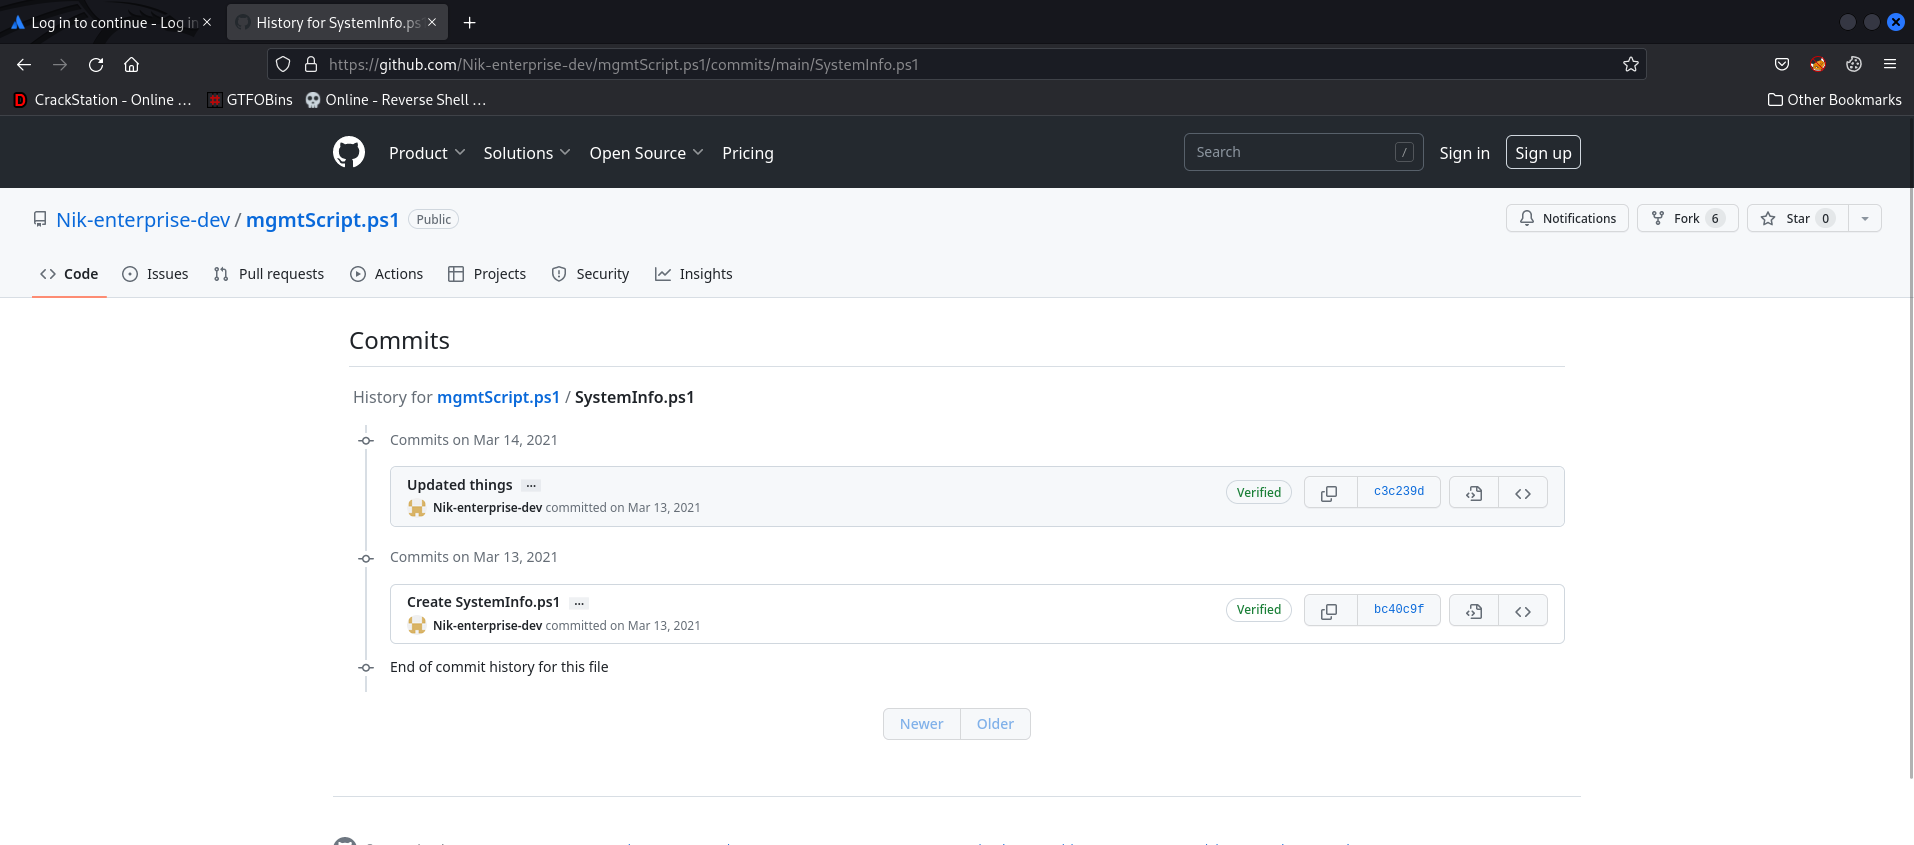 Log in to continue - Log in
History for SystemInfo.ps1
https://github.com/Nik-enterprise-dev/mgmtScript.ps1/commits/main/SystemInfo.ps1
CrackStation - Online ...
GTFOBins
Online - Reverse Shell ...
Other Bookmarks
Product
Solutions
Open Source
Pricing
Search
/
Sign in
Sign up
Nik-enterprise-dev / mgmtScript.ps1 Public
Notifications
Fork 6
Star 0
Code
Issues
Pull requests
Actions
Projects
Security
Insights
Commits
History for mgmtScript.ps1 / SystemInfo.ps1
Commits on Mar 14, 2021
Updated things ...
Nik-enterprise-dev committed on Mar 13, 2021
Verified
c3c239d
Commits on Mar 13, 2021
Create SystemInfo.ps1 ...
Nik-enterprise-dev committed on Mar 13, 2021
Verified
bc40c9f
End of commit history for this file
Newer
Older